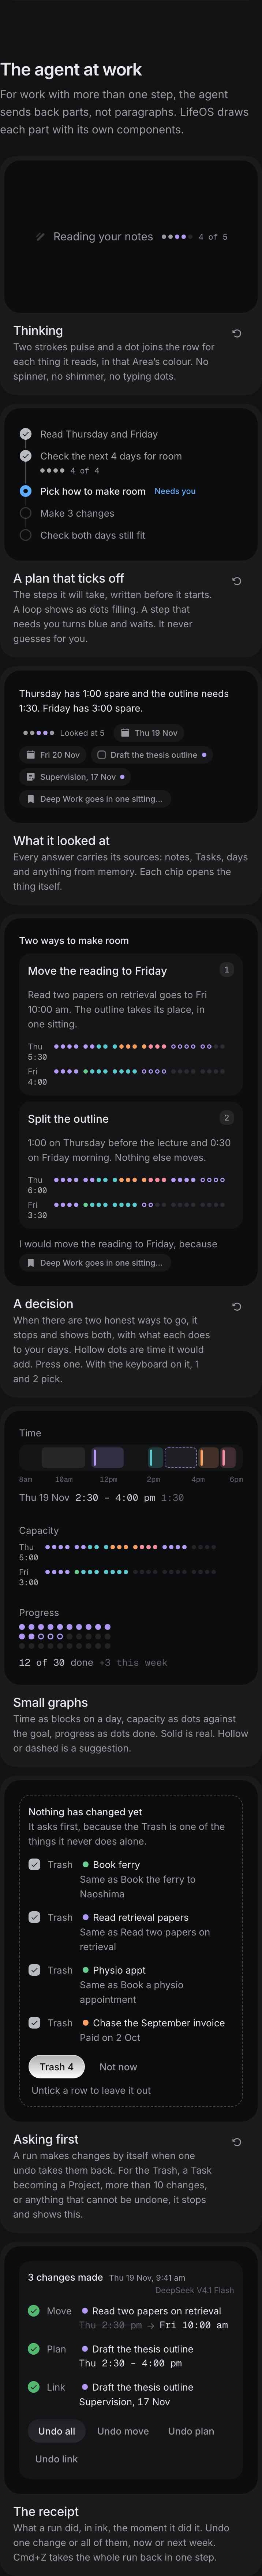 The agent at work
For work with more than one step, the agent
sends back parts, not paragraphs. LifeOS draws
each part with its own components.
Reading your notes 4 of 5
Thinking
Two strokes pulse and a dot joins the row for
each thing it reads, in that Area's colour. No
spinner, no shimmer, no typing dots.
Read Thursday and Friday
Check the next 4 days for room
4 of 4
Pick how to make room Needs you
Make 3 changes
Check both days still fit
A plan that ticks off
The steps it will take, written before it starts.
A loop shows as dots filling. A step that
needs you turns blue and waits. It never
guesses for you.
Thursday has 1:00 spare and the outline needs
1:30. Friday has 3:00 spare.
Looked at 5 Thu 19 Nov
Fri 20 Nov Draft the thesis outline
Supervision, 17 Nov
Deep Work goes in one sitting...
What it looked at
Every answer carries its sources: notes, Tasks, days
and anything from memory. Each chip opens the
thing itself.
Two ways to make room
Move the reading to Friday 1
Read two papers on retrieval goes to Fri
10:00 am. The outline takes its place, in
one sitting.
Thu
5:30
Fri
4:00
Split the outline 2
1:00 on Thursday before the lecture and 0:30
on Friday morning. Nothing else moves.
Thu
6:00
Fri
3:30
I would move the reading to Friday, because
Deep Work goes in one sitting...
A decision
When there are two honest ways to go, it
stops and shows both, with what each does
to your days. Hollow dots are time it would
add. Press one. With the keyboard on it, 1
and 2 pick.
Time
8am 10am 12pm 2pm 4pm 6pm
Thu 19 Nov 2:30 – 4:00 pm 1:30
Capacity
Thu
5:00
Fri
3:00
Progress
12 of 30 done +3 this week
Small graphs
Time as blocks on a day, capacity as dots against
the goal, progress as dots done. Solid is real. Hollow
or dashed is a suggestion.
Nothing has changed yet
It asks first, because the Trash is one of the
things it never does alone.
Trash Book ferry
Same as Book the ferry to
Naoshima
Trash Read retrieval papers
Same as Read two papers on
retrieval
Trash Physio appt
Same as Book a physio
appointment
Trash Chase the September invoice
Paid on 2 Oct
Trash 4 Not now
Untick a row to leave it out
Asking first
A run makes changes by itself when one
undo takes them back. For the Trash, a Task
becoming a Project, more than 10 changes,
or anything that cannot be undone, it stops
and shows this.
3 changes made Thu 19 Nov, 9:41 am
DeepSeek V4.1 Flash
Move Read two papers on retrieval
Thu 2:30 pm → Fri 10:00 am
Plan Draft the thesis outline
Thu 2:30 – 4:00 pm
Link Draft the thesis outline
Supervision, 17 Nov
Undo all Undo move Undo plan
Undo link
The receipt
What a run did, in ink, the moment it did it. Undo
one change or all of them, now or next week.
Cmd+Z takes the whole run back in one step.